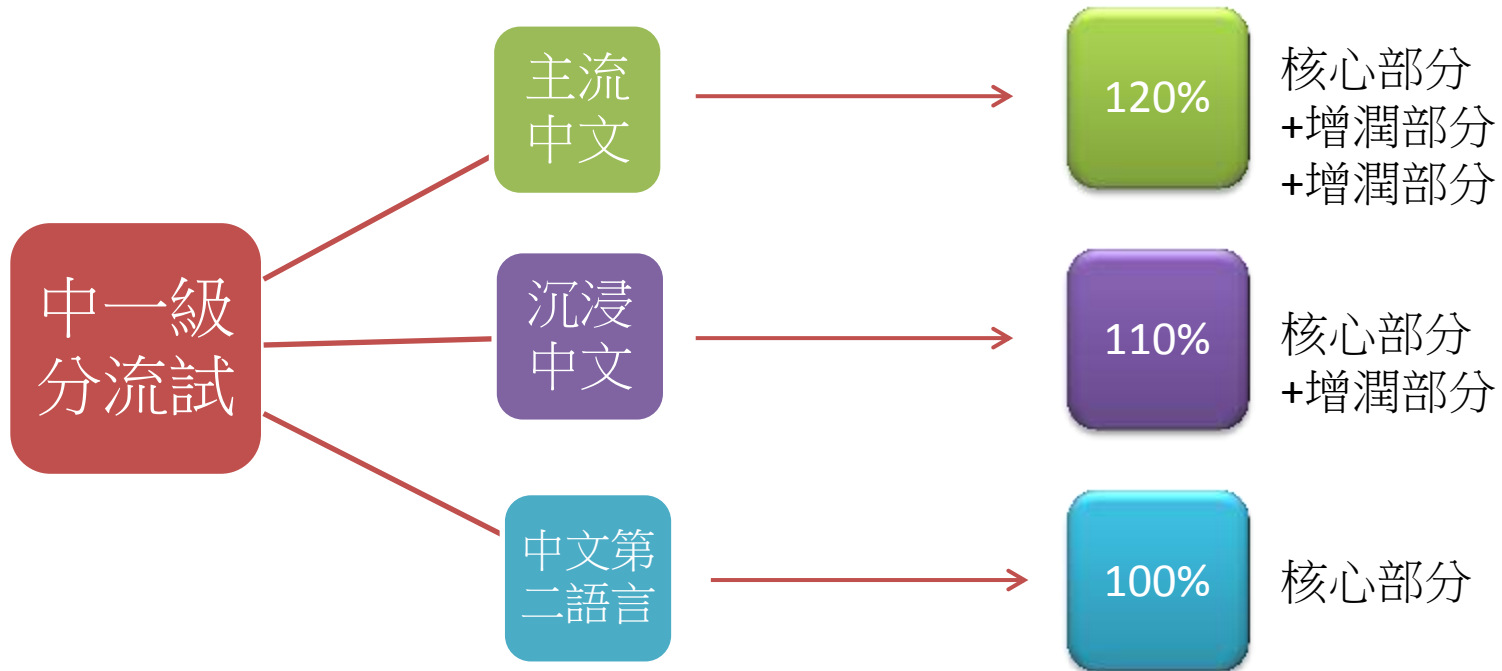 中一級
分流試
主流
中文
120%
核心部分
+增潤部分
+增潤部分
沉浸
中文
110%
核心部分
+增潤部分
中文第
二語言
100%
核心部分